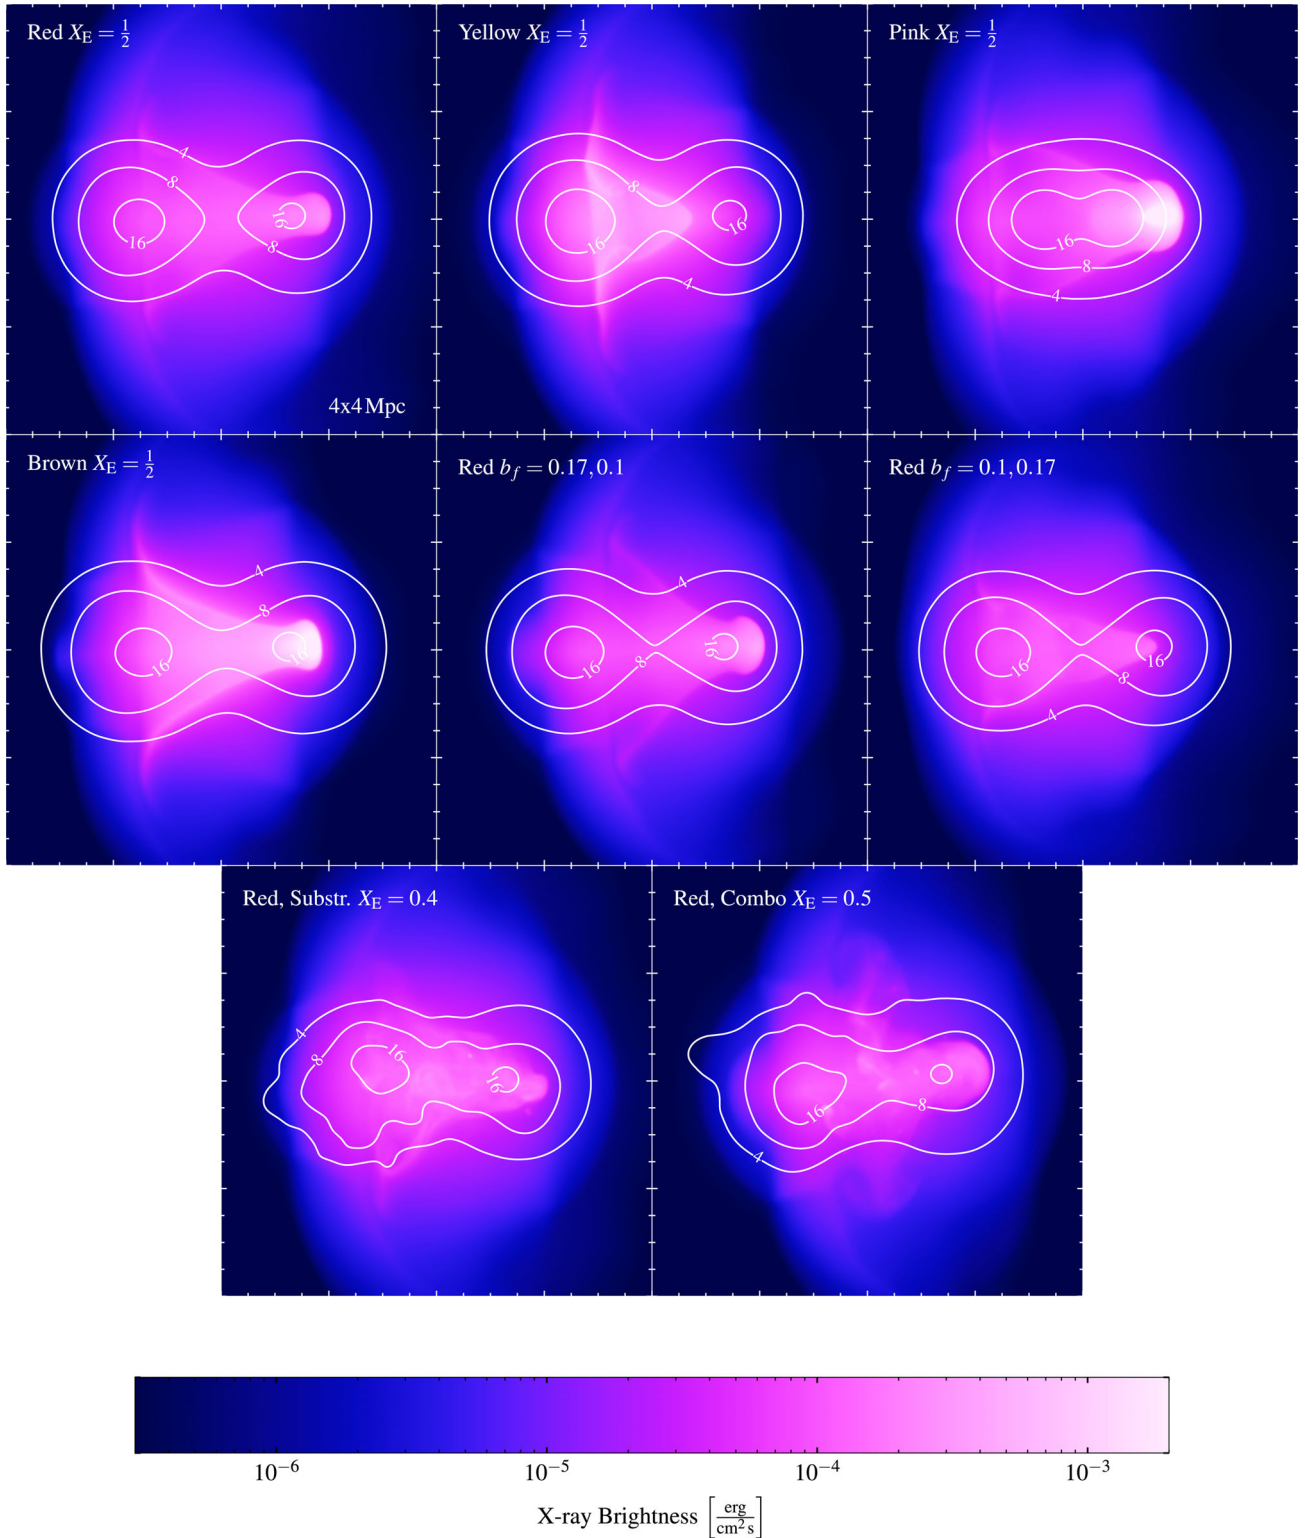 Red X_E = 1/2
4
8
16
16
8
4x4 Mpc
Yellow X_E = 1/2
8
16
16
4
Pink X_E = 1/2
16
8
4
Brown X_E = 1/2
4
8
16
16
Red b_f = 0.17, 0.1
4
16
8
16
Red b_f = 0.1, 0.17
16
16
8
4
Red, Substr. X_E = 0.4
4
8
16
16
Red, Combo X_E = 0.5
16
8
4
10^−6 10^−5 10^−4 10^−3
X-ray Brightness [erg / cm^2 s]